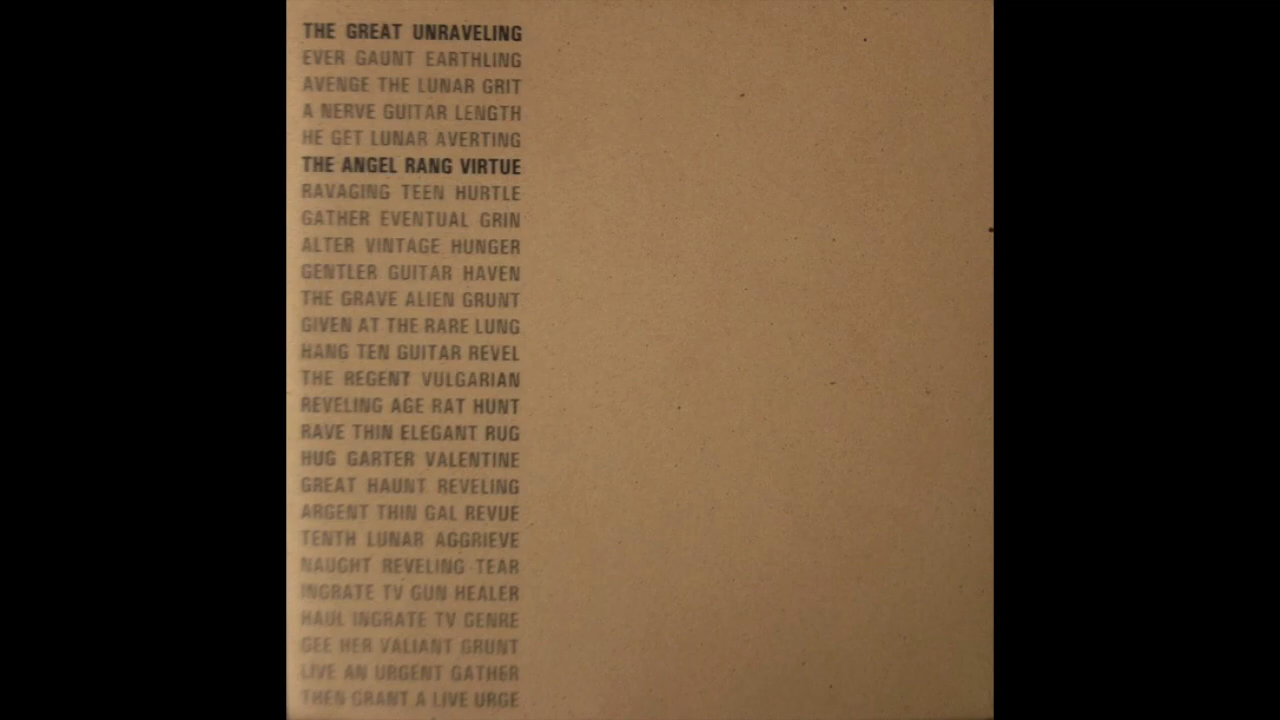 THE GREAT UNRAVELING
EVER GAUNT EARTHLING
AVENGE THE LUNAR GRIT
A NERVE GUITAR LENGTH
HE GET LUNAR AVERTING
THE ANGEL RANG VIRTUE
RAVAGING TEEN HURTLE
GATHER EVENTUAL GRIN
ALTER VINTAGE HUNGER
GENTLER GUITAR HAVEN
THE GRAVE ALIEN GRUNT
GIVEN AT THE RARE LUNG
HANG TEN GUITAR REVEL
THE REGENT VULGARIAN
REVELING AGE RAT HUNT
RAVE THIN ELEGANT RUG
HUG GARTER VALENTINE
GREAT HAUNT REVELING
ARGENT THIN GAL REVUE
TENTH LUNAR AGGRIEVE
NAUGHT REVELING TEAR
INGRATE TV GUN HEALER
HAUL INGRATE TV GENRE
GEE HER VALIANT GRUNT
LIVE AN URGENT GATHER
THEN GRANT A LIVE URGE